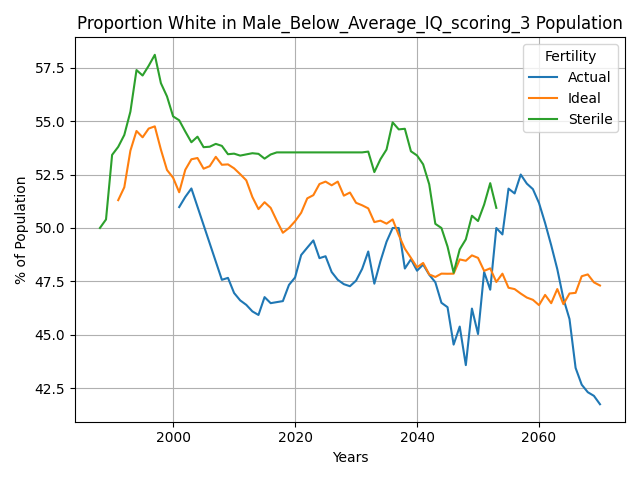 Proportion White in Male_Below_Average_IQ_scoring_3 Population
% of Population
57.5
55.0
52.5
50.0
47.5
45.0
42.5
Fertility
Actual
Ideal
Sterile
2000
2020
2040
2060
Years